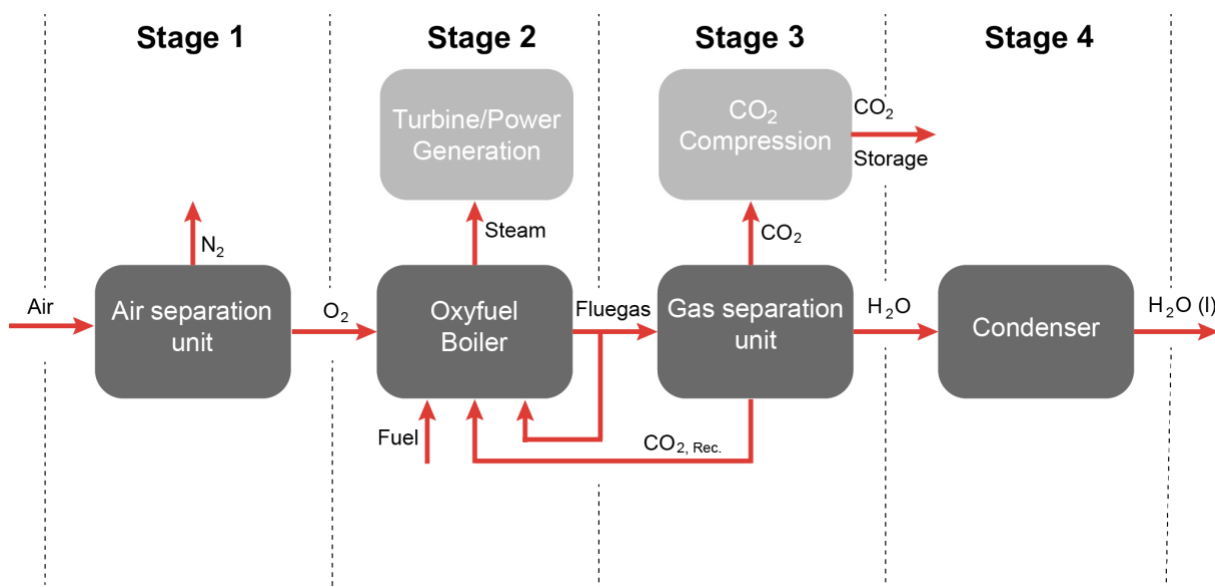 Stage 1
Stage 2
Stage 3
Stage 4
Turbine/Power
Generation
CO₂
Compression
CO₂
Storage
N₂
Steam
CO₂
Air
Air separation
unit
O₂
Oxyfuel
Boiler
Fluegas
Gas separation
unit
H₂O
Condenser
H₂O (l)
Fuel
CO₂, Rec.